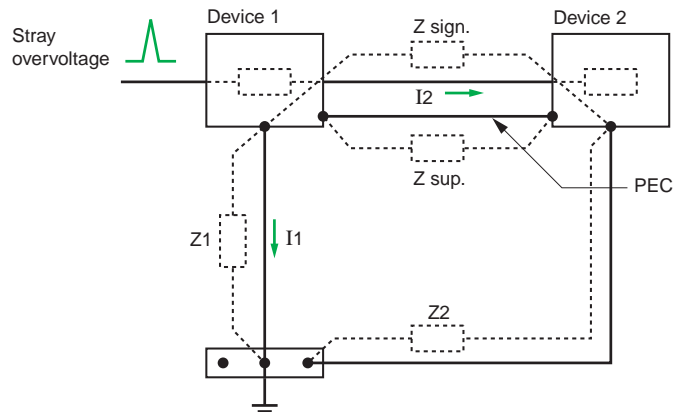 Device 1
Device 2
Stray
overvoltage
Z sign.
I2
Z sup.
PEC
Z1
I1
Z2